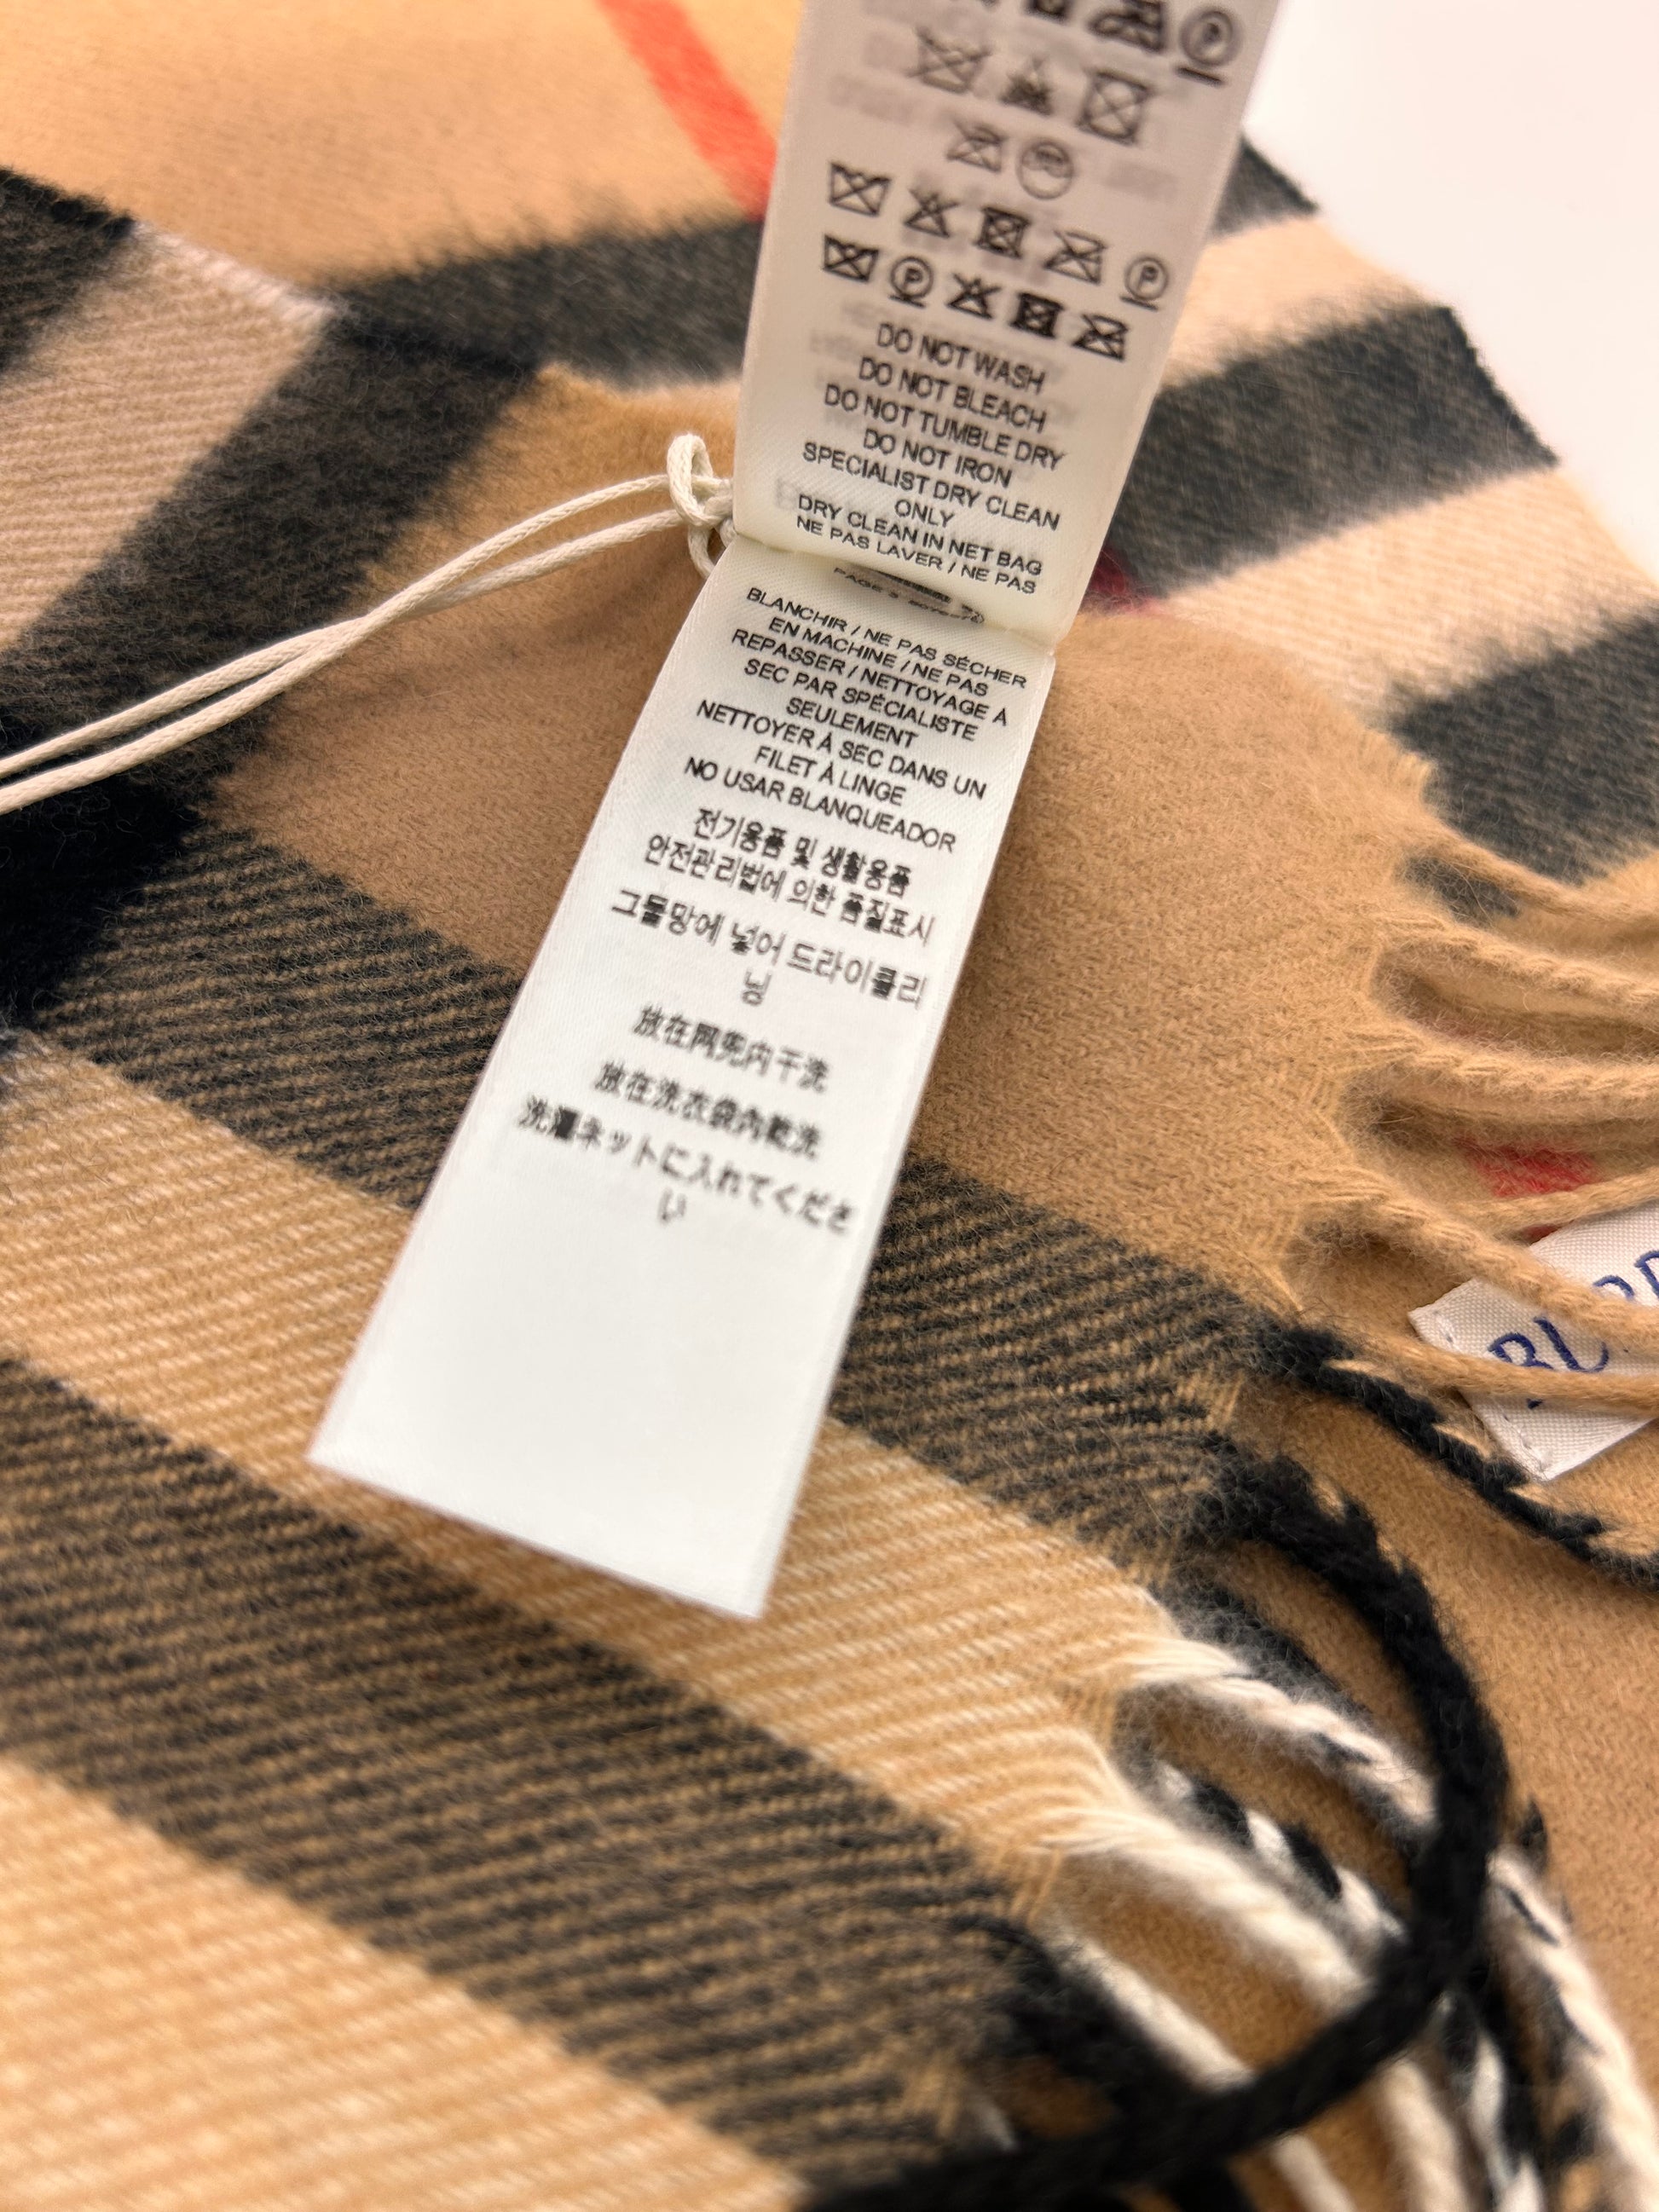 DO NOT WASH
DO NOT BLEACH
DO NOT TUMBLE DRY
DO NOT IRON
SPECIALIST DRY CLEAN
ONLY
DRY CLEAN IN NET BAG
NE PAS LAVER / NE PAS
BLANCHIR / NE PAS SÉCHER
EN MACHINE / NE PAS
REPASSER / NETTOYAGE À
SEC PAR SPÉCIALISTE
SEULEMENT
NETTOYER À SEC DANS UN
FILET À LINGE
NO USAR BLANQUEADOR
전기용품 및 생활용품
안전관리법에 의한 품질표시
그물망에 넣어 드라이클리
닝
放在网兜内干洗
放在洗衣袋內乾洗
洗濯ネットに入れてくださ
い